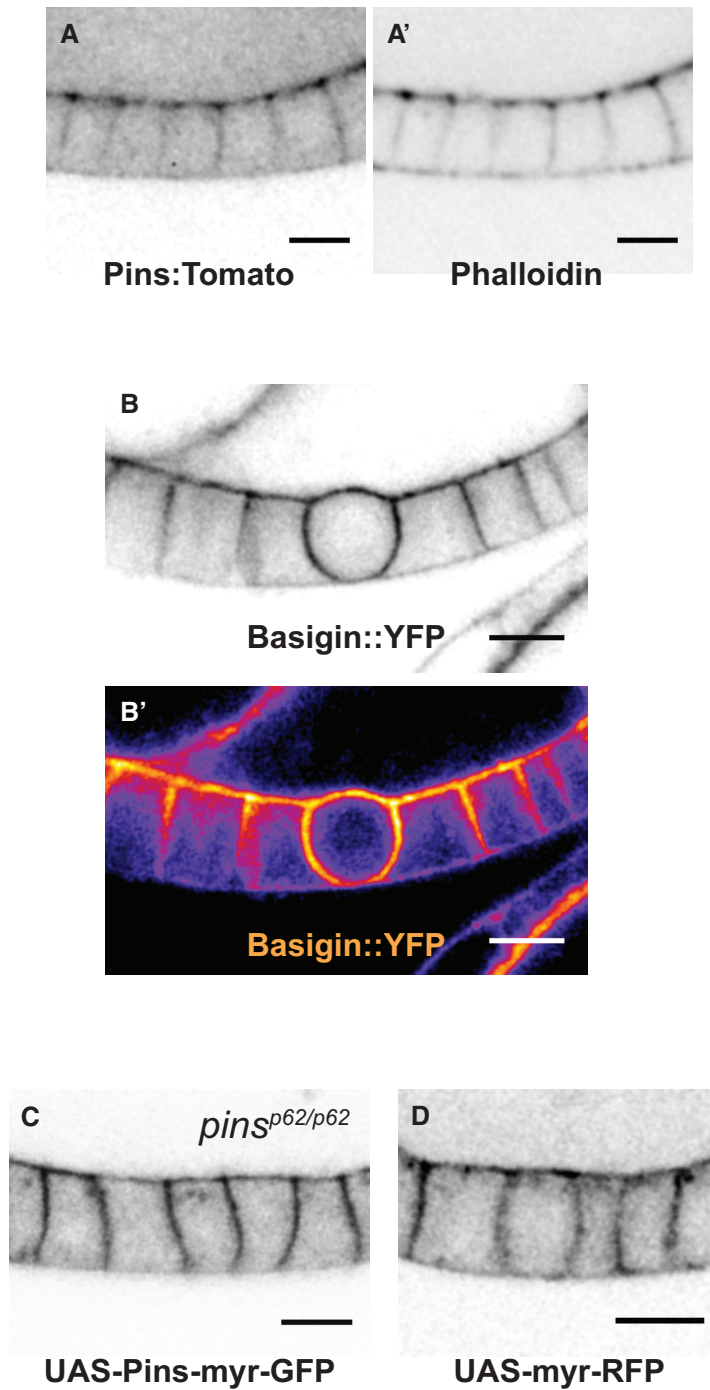 A
A'
Pins:Tomato
Phalloidin
B
Basigin::YFP
B'
Basigin::YFP
C
pins^p62/p62
D
UAS-Pins-myr-GFP
UAS-myr-RFP